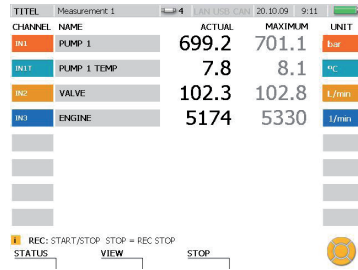 TITEL Measurement 1 4 LAN USB CAN 20.10.09 9:11
CHANNEL NAME ACTUAL MAXIMUM UNIT
IN1 PUMP 1 699.2 701.1 bar
IN1T PUMP 1 TEMP 7.8 8.1 ºC
IN2 VALVE 102.3 102.8 L/min
IN3 ENGINE 5174 5330 1/min
REC: START/STOP STOP = REC STOP
STATUS VIEW STOP